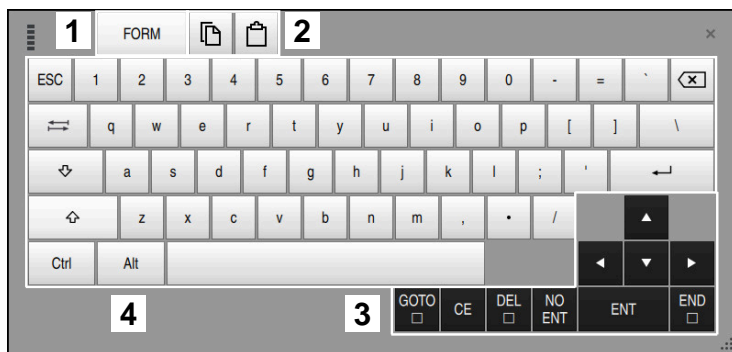 1 FORM 2 ×
ESC 1 2 3 4 5 6 7 8 9 0 - = `
q w e r t y u i o p [ ] \
a s d f g h j k l ; '
z x c v b n m , • /
Ctrl Alt
4 3 GOTO CE DEL NO ENT ENT END